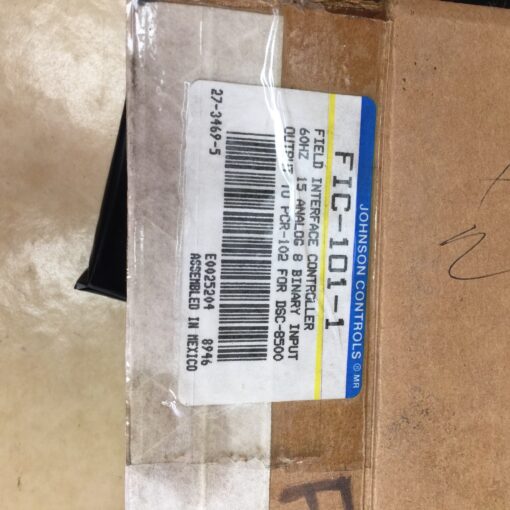 JOHNSON CONTROLS ® MR
FIC-101-1
FIELD INTERFACE CONTROLLER
60HZ 15 ANALOG 8 BINARY INPUT
OUTPUT TO PCR-102 FOR DSC-8500
27-3469-5
E0025204 8946
ASSEMBLED IN MEXICO